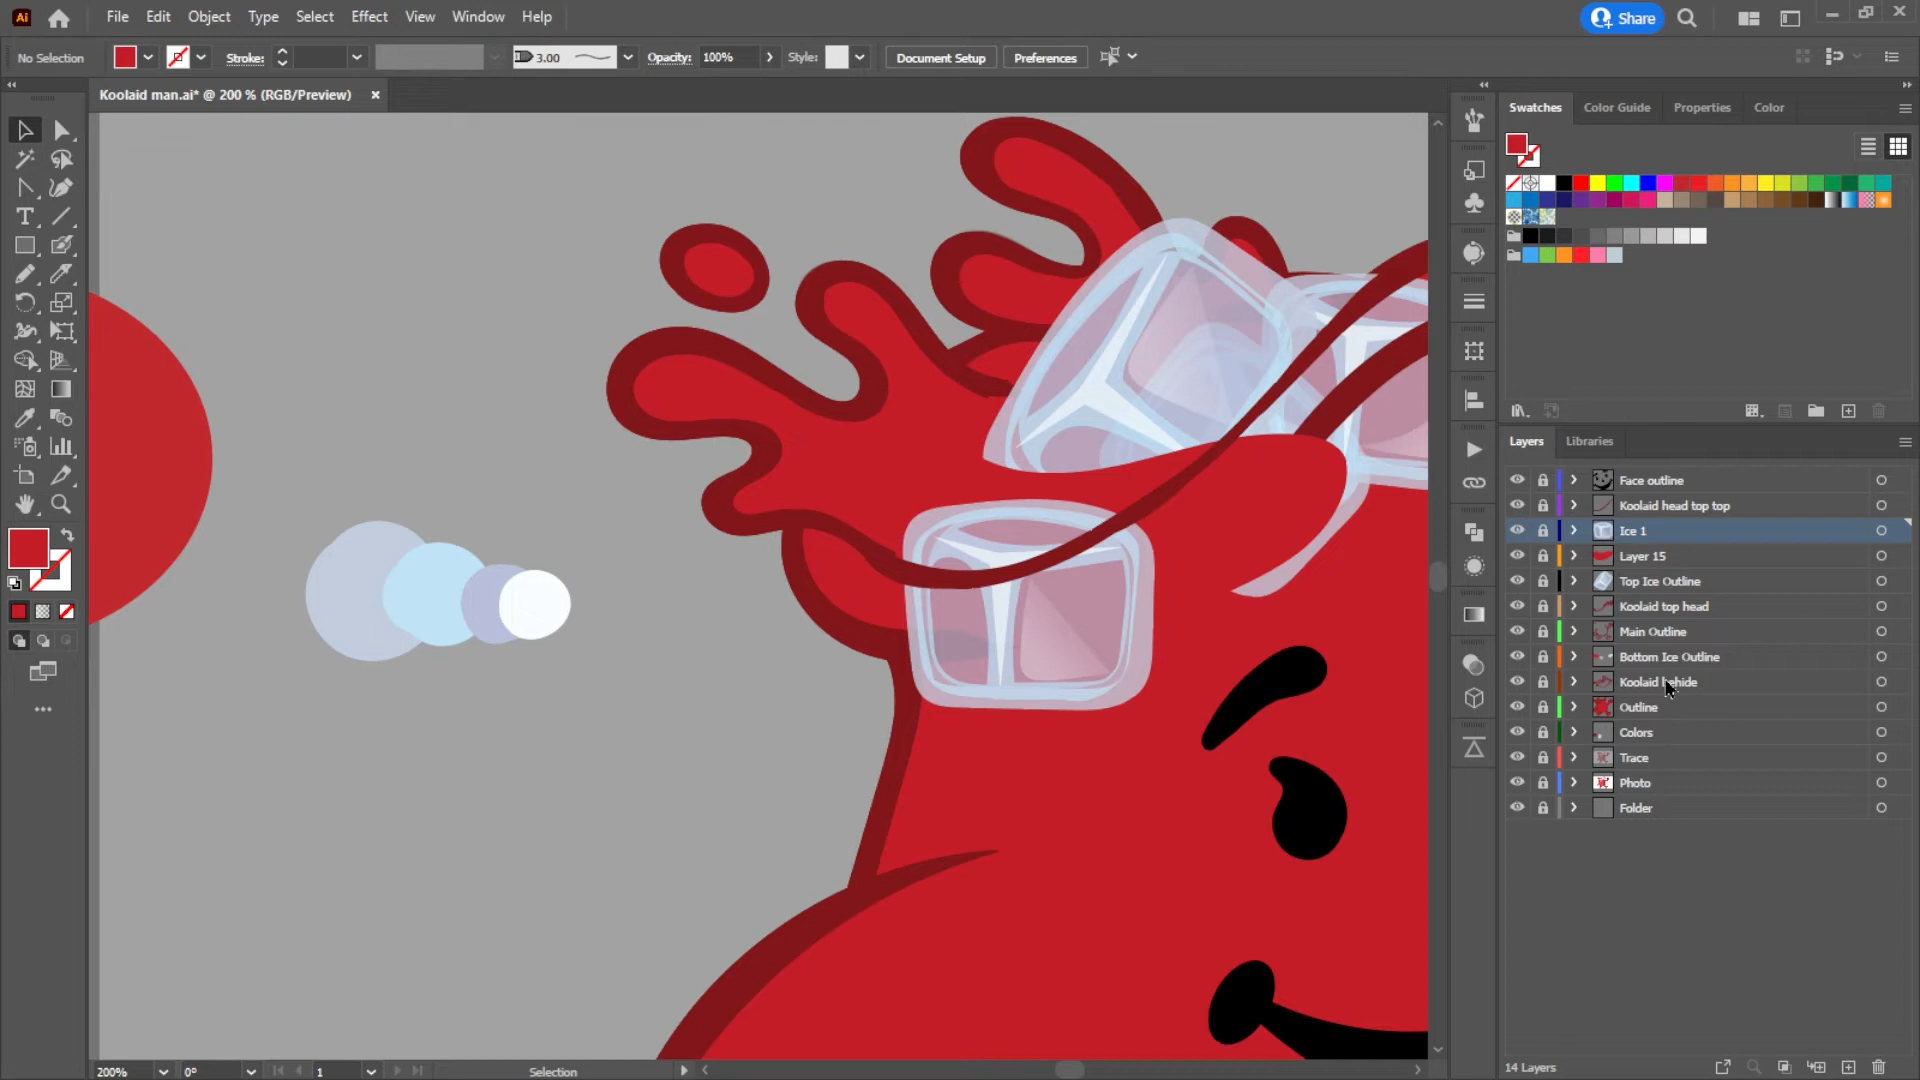 Ai File Edit Object Type Select Effect View Window Help Share
No Selection Stroke: 3.00 Opacity: 100% Style: Document Setup Preferences
Koolaid man.ai* @ 200 % (RGB/Preview)
Swatches Color Guide Properties Color
Layers Libraries
Face outline
Koolaid head top top
Ice 1
Layer 15
Top Ice Outline
Koolaid top head
Main Outline
Bottom Ice Outline
Koolaid
Outline
Colors
Trace
Photo
Folder
200% 0° 1 Selection 14 Layers